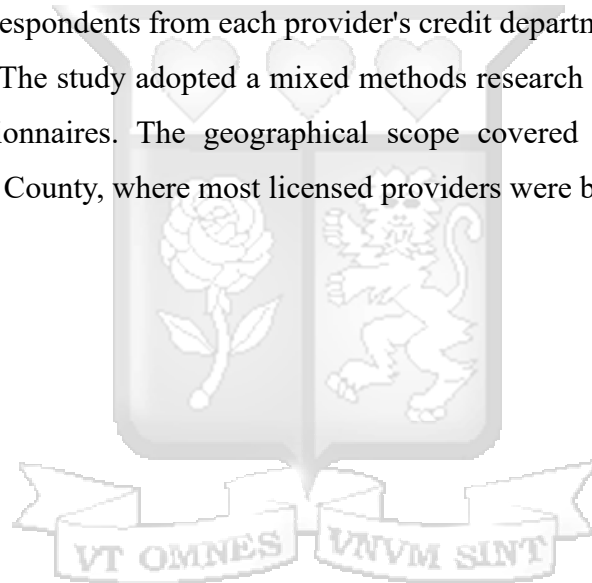 espondents from each provider's credit departm
The study adopted a mixed methods research
onnaires. The geographical scope covered
County, where most licensed providers were b
VT OMNES VNVM SINT